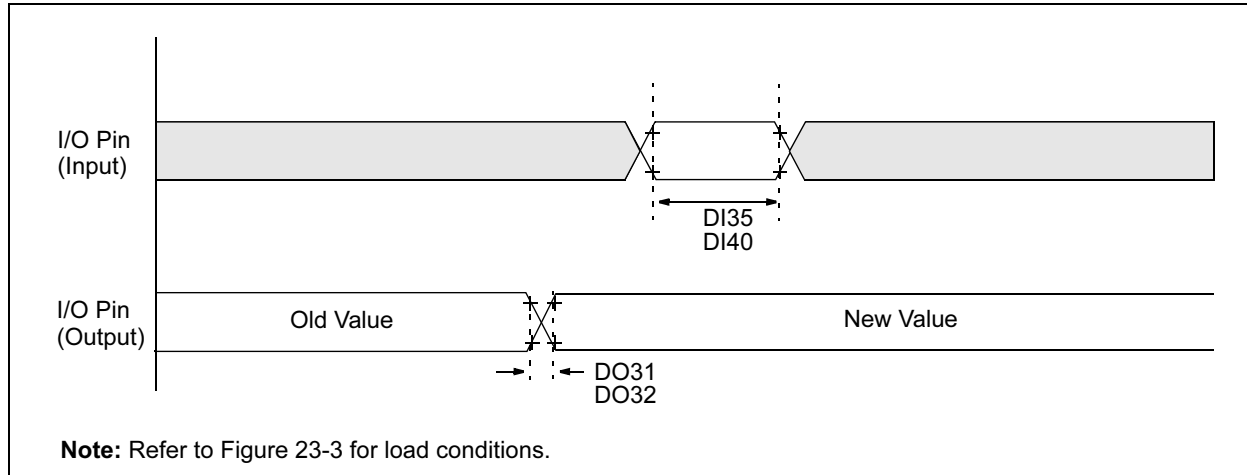 I/O Pin
(Input)
DI35
DI40
I/O Pin
(Output)
Old Value
New Value
DO31
DO32
Note: Refer to Figure 23-3 for load conditions.